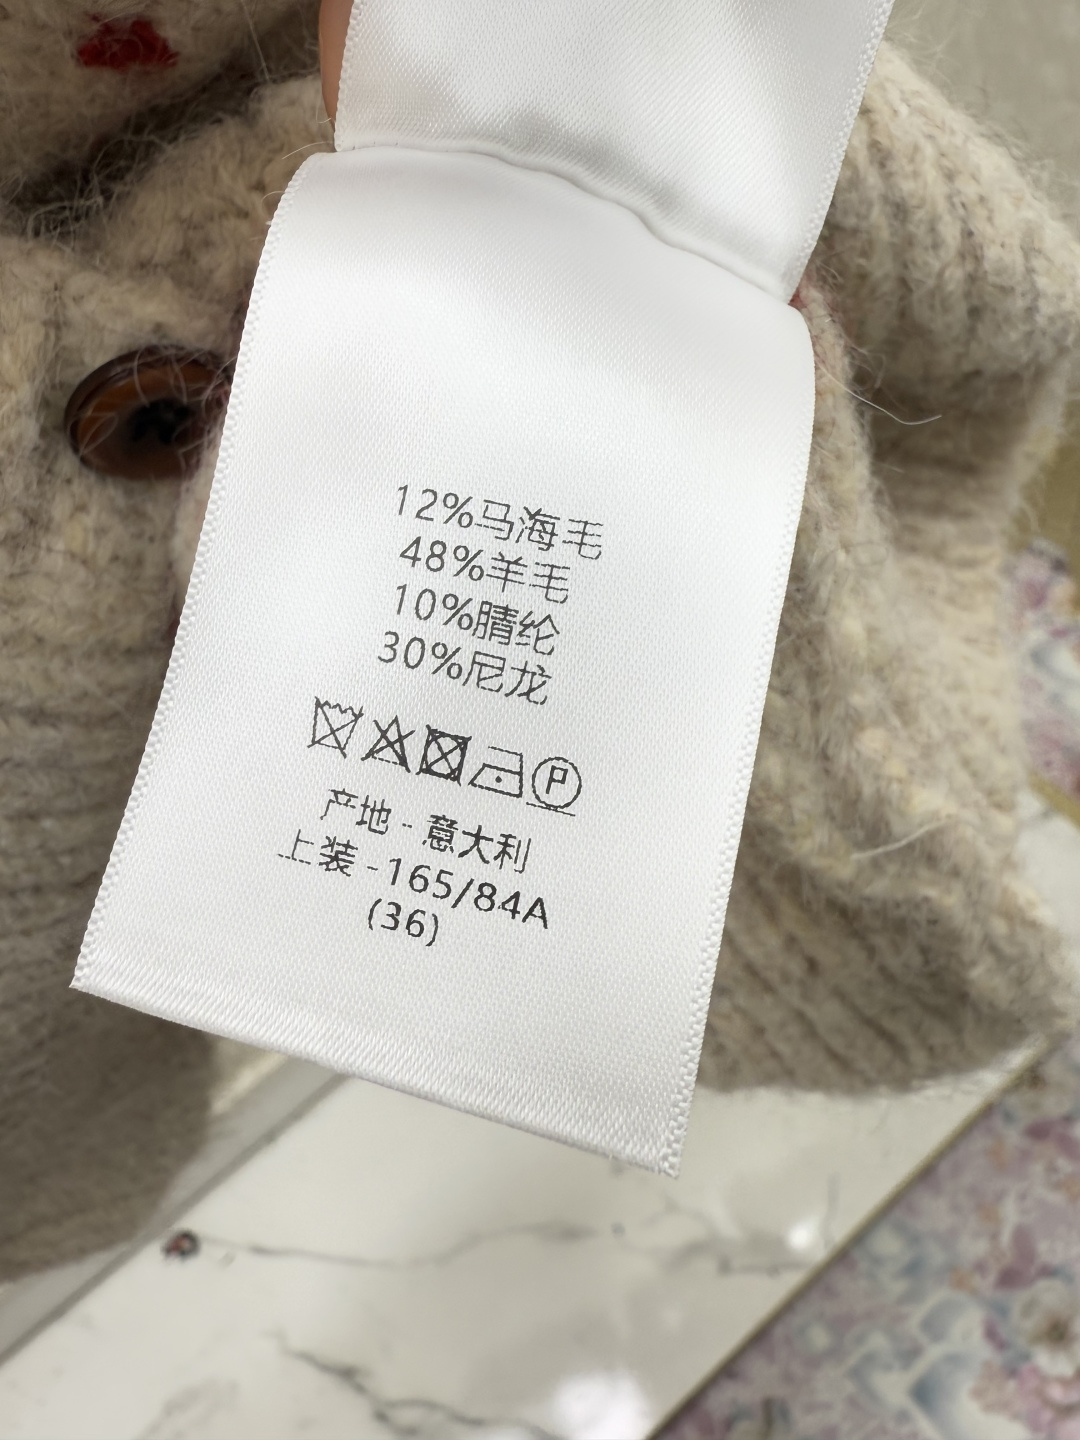 12%马海毛
48%羊毛
10%腈纶
30%尼龙
P
产地 - 意大利
上装 -165/84A
(36)